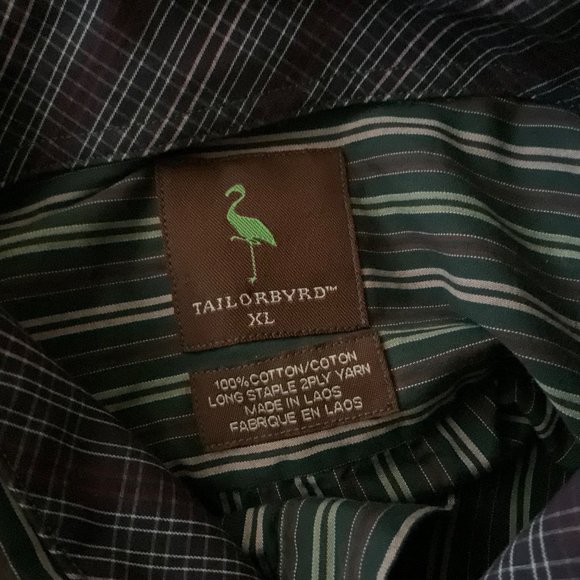 TAILORBYRD™
XL
100% COTTON/COTON
LONG STAPLE 2PLY YARN
MADE IN LAOS
FABRIQUE EN LAOS